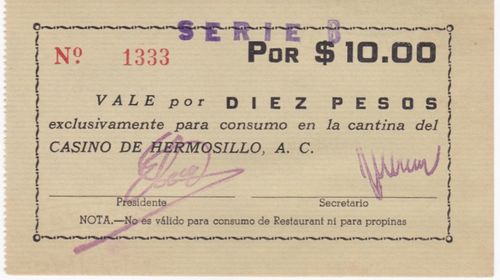 SERIE B
Nº. 1333 POR $ 10.00
VALE por DIEZ PESOS
exclusivamente para consumo en la cantina del
CASINO DE HERMOSILLO, A. C.
Presidente Secretario
NOTA.—No es válido para consumo de Restaurant ni para propinas